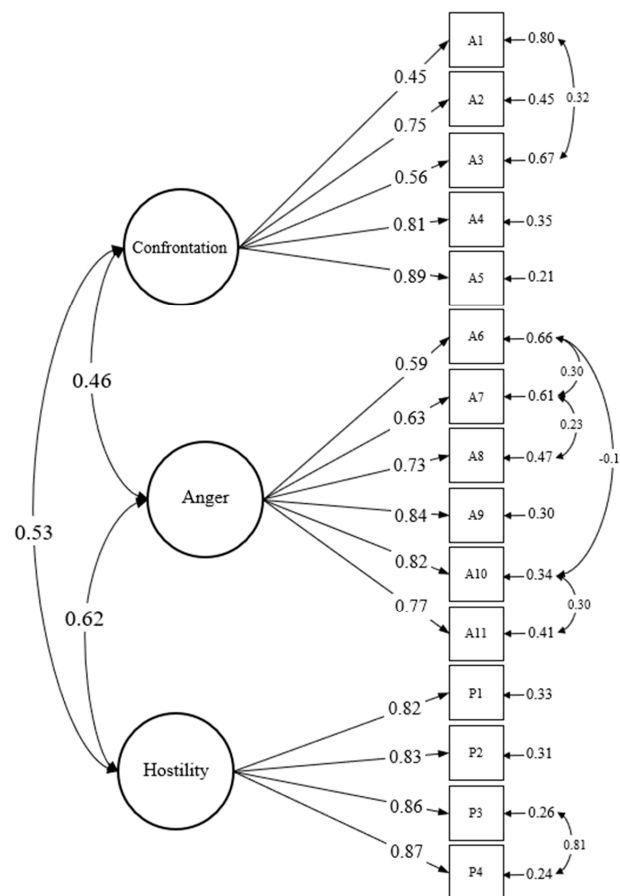 A1
0.80
0.45
A2
0.45
0.32
0.75
A3
0.67
0.56
A4
0.35
0.81
Confrontation
A5
0.21
0.89
A6
0.66
0.59
0.30
0.46
A7
0.61
0.63
0.23
A8
0.47
-0.1
0.73
Anger
A9
0.30
0.84
0.53
A10
0.34
0.82
0.30
0.77
0.62
A11
0.41
P1
0.33
0.82
P2
0.31
0.83
Hostility
P3
0.26
0.86
0.81
0.87
P4
0.24